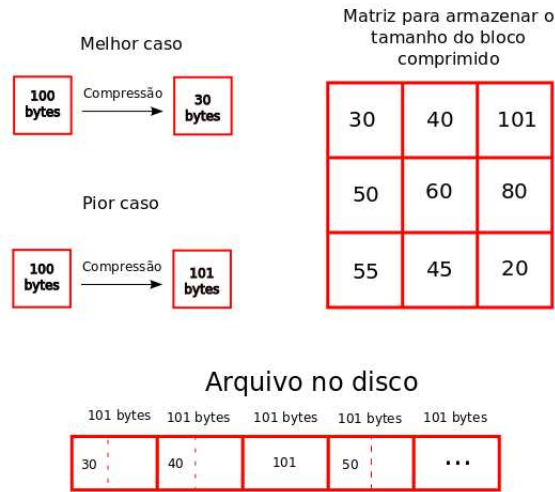 Melhor caso
100
bytes
Compressão
30
bytes
Pior caso
100
bytes
Compressão
101
bytes
Matriz para armazenar o
tamanho do bloco
comprimido
30 40 101
50 60 80
55 45 20
Arquivo no disco
101 bytes 101 bytes 101 bytes 101 bytes 101 bytes
30 40 101 50 ...